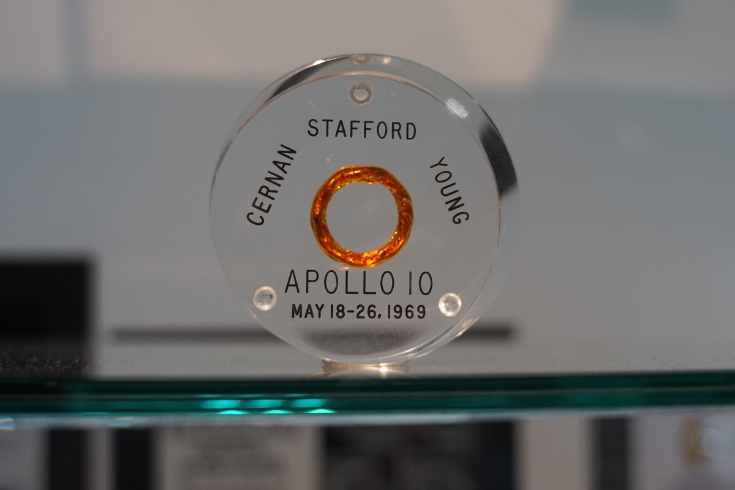 STAFFORD
CERNAN
YOUNG
APOLLO 10
MAY 18-26, 1969